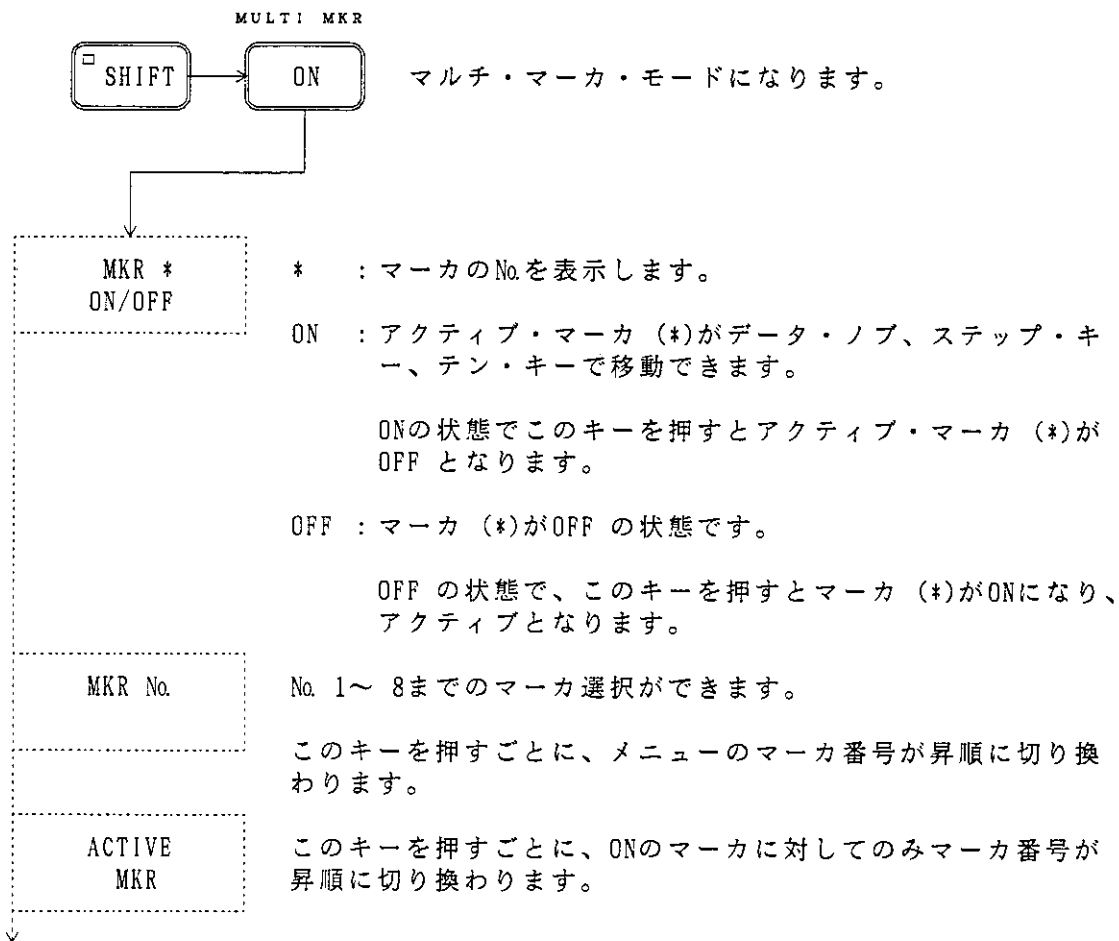 MULTI MKR
SHIFT ON マルチ・マーカ・モードになります。
MKR * * :マーカの№を表示します。
ON/OFF
ON :アクティブ・マーカ (*)がデータ・ノブ、ステップ・キ
ー、テン・キーで移動できます。
ONの状態でこのキーを押すとアクティブ・マーカ (*)が
OFF となります。
OFF :マーカ (*)がOFF の状態です。
OFF の状態で、このキーを押すとマーカ (*)がONになり、
アクティブとなります。
MKR № № 1~ 8までのマーカ選択ができます。
このキーを押すごとに、メニューのマーカ番号が昇順に切り換
わります。
ACTIVE このキーを押すごとに、ONのマーカに対してのみマーカ番号が
MKR 昇順に切り換わります。